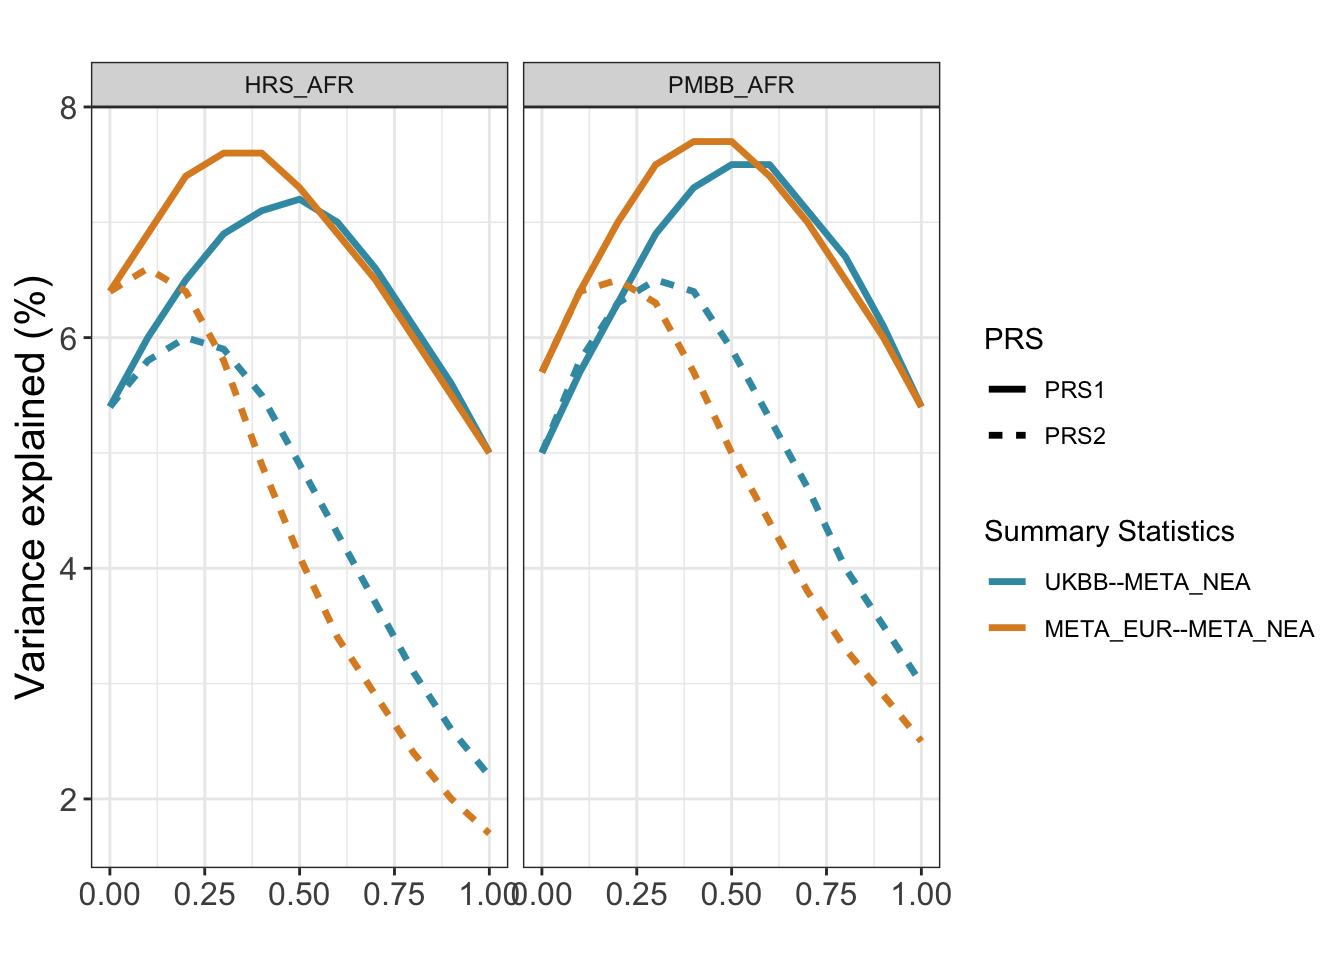 HRS_AFR
PMBB_AFR
Variance explained (%)
8
6
4
2
0.00 0.25 0.50 0.75 1.00
0.00 0.25 0.50 0.75 1.00
PRS
PRS1
PRS2
Summary Statistics
UKBB--META_NEA
META_EUR--META_NEA